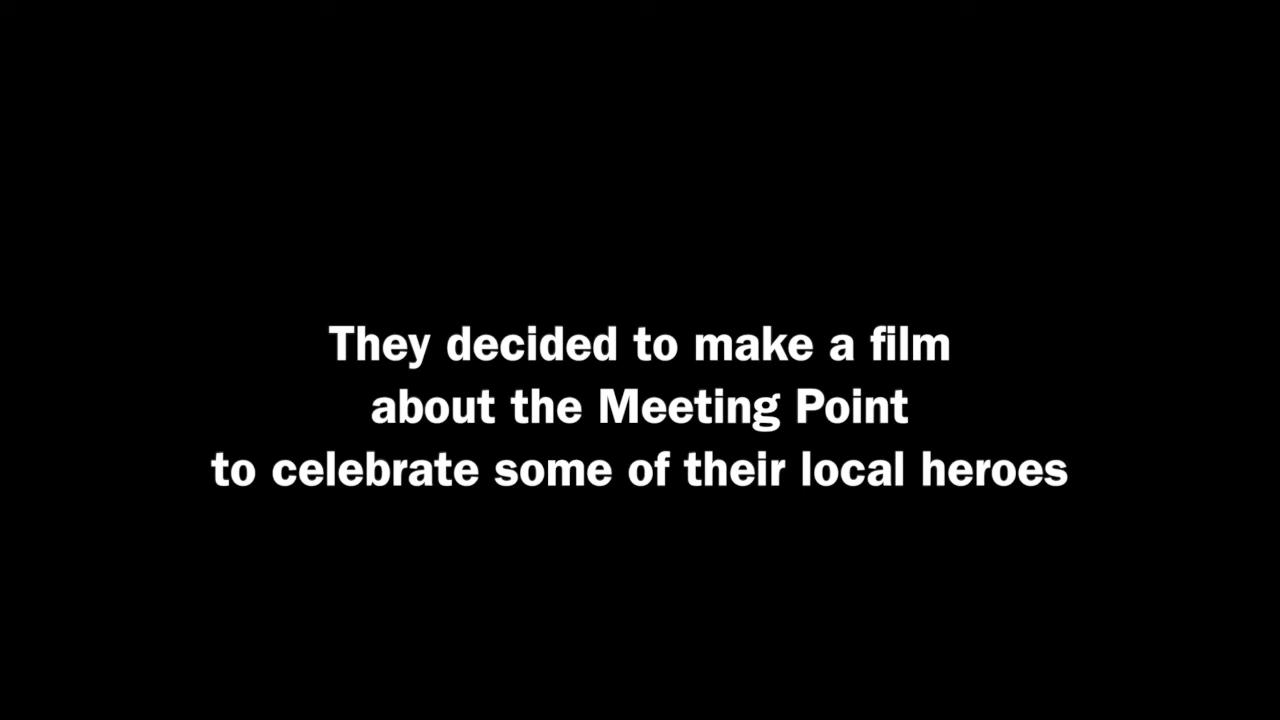 They decided to make a film
about the Meeting Point
to celebrate some of their local heroes